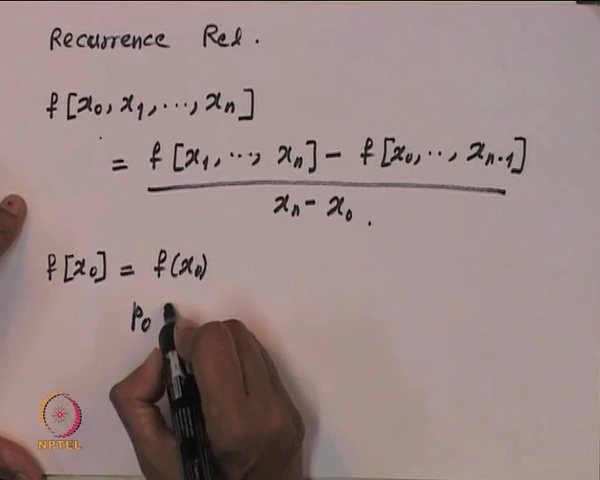 Recurrence Rel.
f[x₀, x₁, ..., xₙ]
= f[x₁, ..., xₙ] - f[x₀, .., xₙ₋₁]
xₙ - x₀.
f[x₀] = f(x₀)
p₀
NPTEL